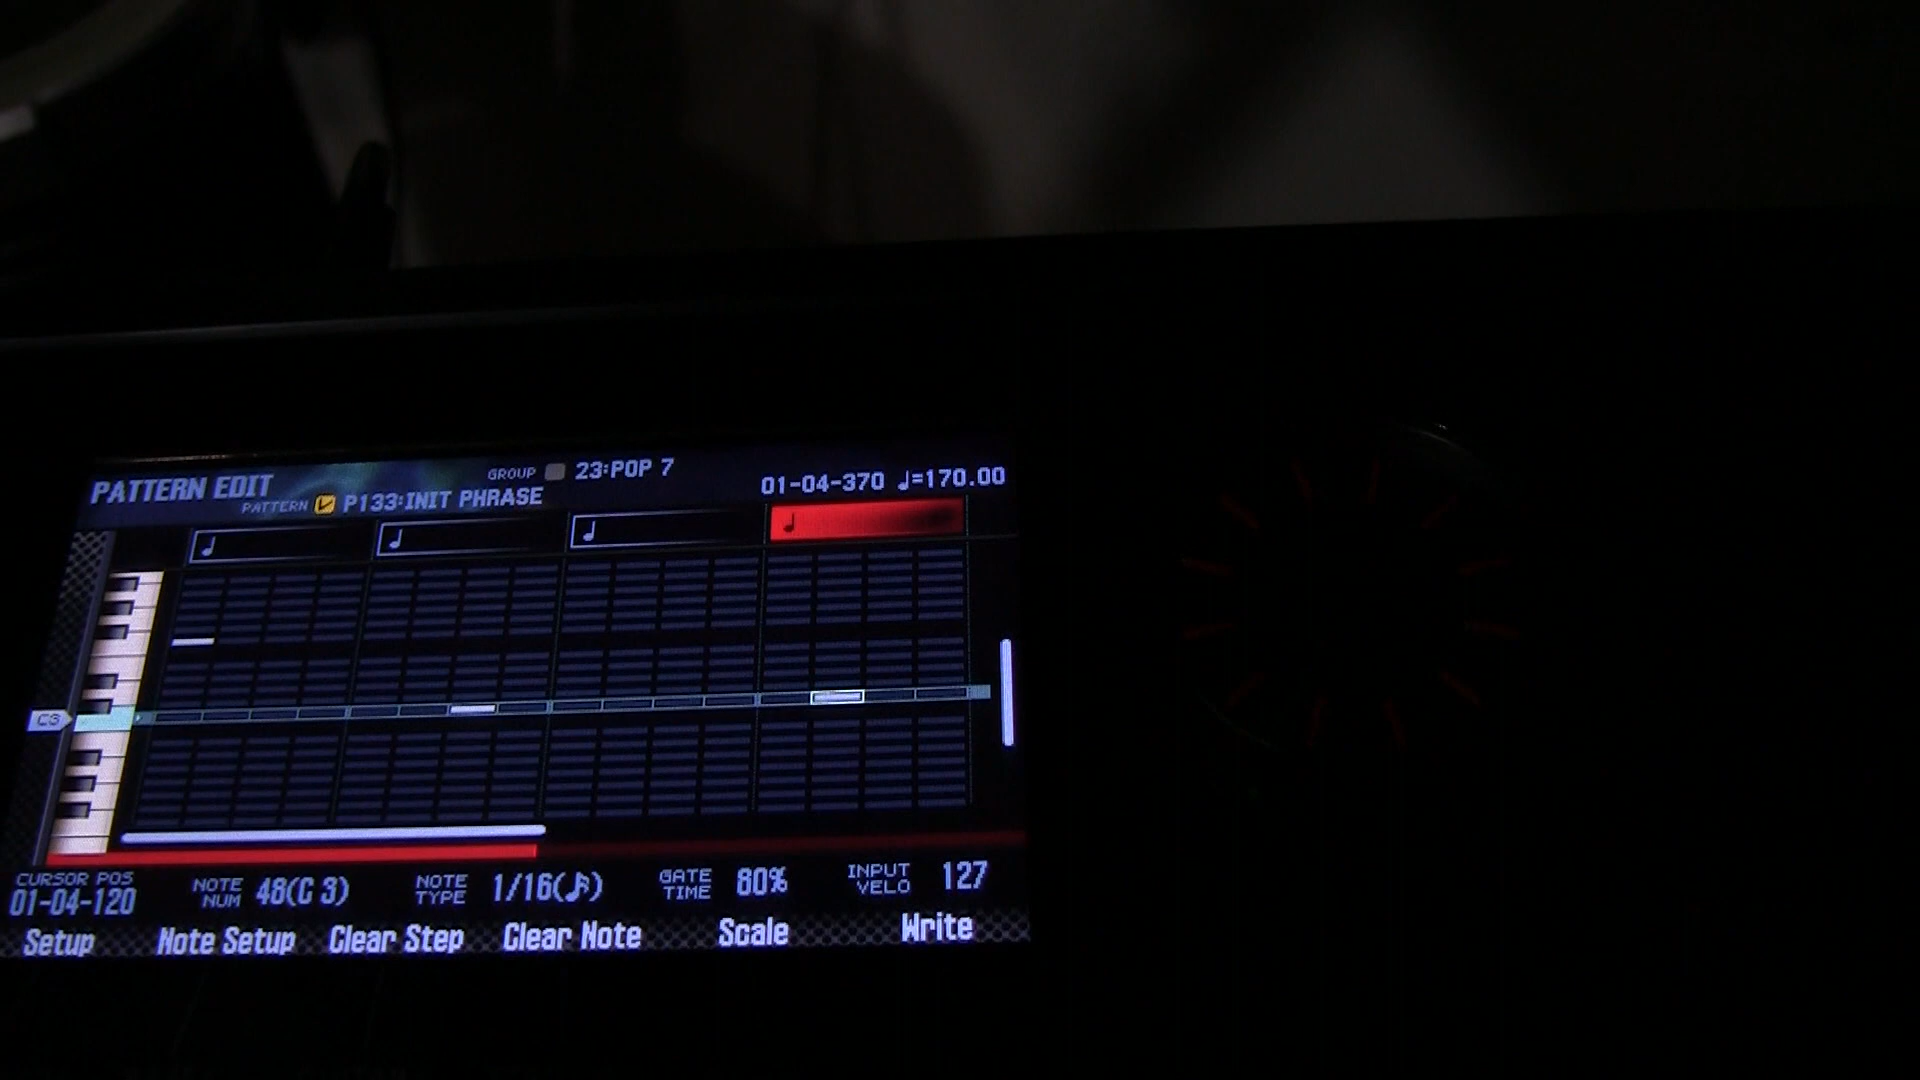 PATTERN EDIT
GROUP 23:POP 7
PATTERN P133:INIT PHRASE
01-04-370 ♩=170.00
C3
CURSOR POS
01-04-120
NOTE NUM 48(C 3)
NOTE TYPE 1/16(♬)
GATE TIME 80%
INPUT VELO 127
Setup Note Setup Clear Step Clear Note Scale Write